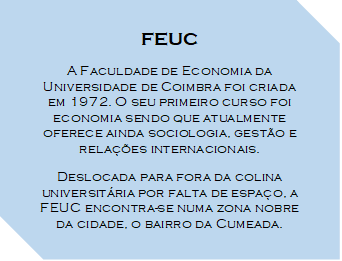 FEUC
A Faculdade de Economia da
Universidade de Coimbra foi criada
em 1972. O seu primeiro curso foi
economia sendo que atualmente
oferece ainda sociologia, gestão e
relações internacionais.
Deslocada para fora da colina
universitária por falta de espaço, a
FEUC encontra-se numa zona nobre
da cidade, o bairro da Cumeada.